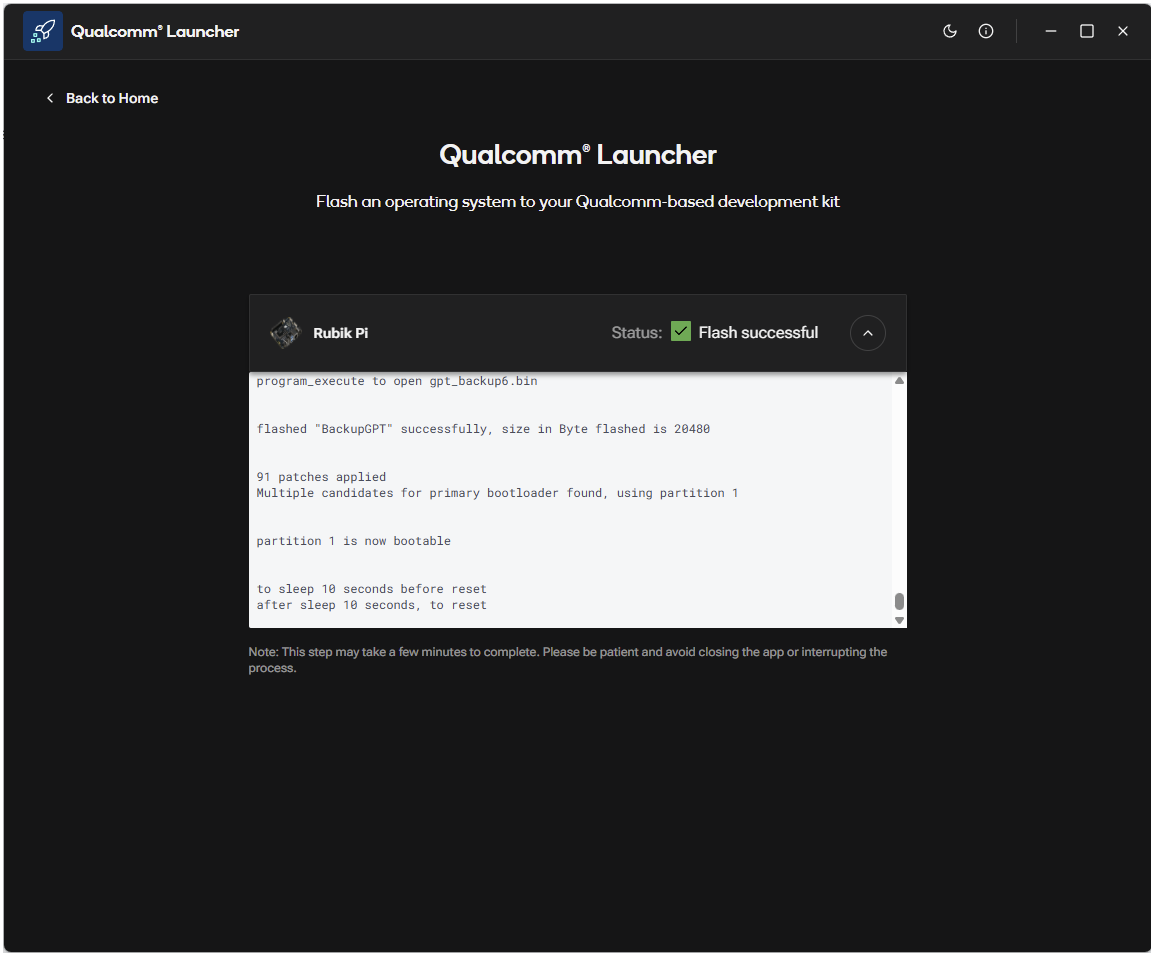 Qualcomm® Launcher
Back to Home
Qualcomm® Launcher
Flash an operating system to your Qualcomm-based development kit
Rubik Pi
Status: ✅ Flash successful
program_execute to open gpt_backup6.bin
flashed "BackupGPT" successfully, size in Byte flashed is 20480
91 patches applied
Multiple candidates for primary bootloader found, using partition 1
partition 1 is now bootable
to sleep 10 seconds before reset
after sleep 10 seconds, to reset
Note: This step may take a few minutes to complete. Please be patient and avoid closing the app or interrupting the
process.